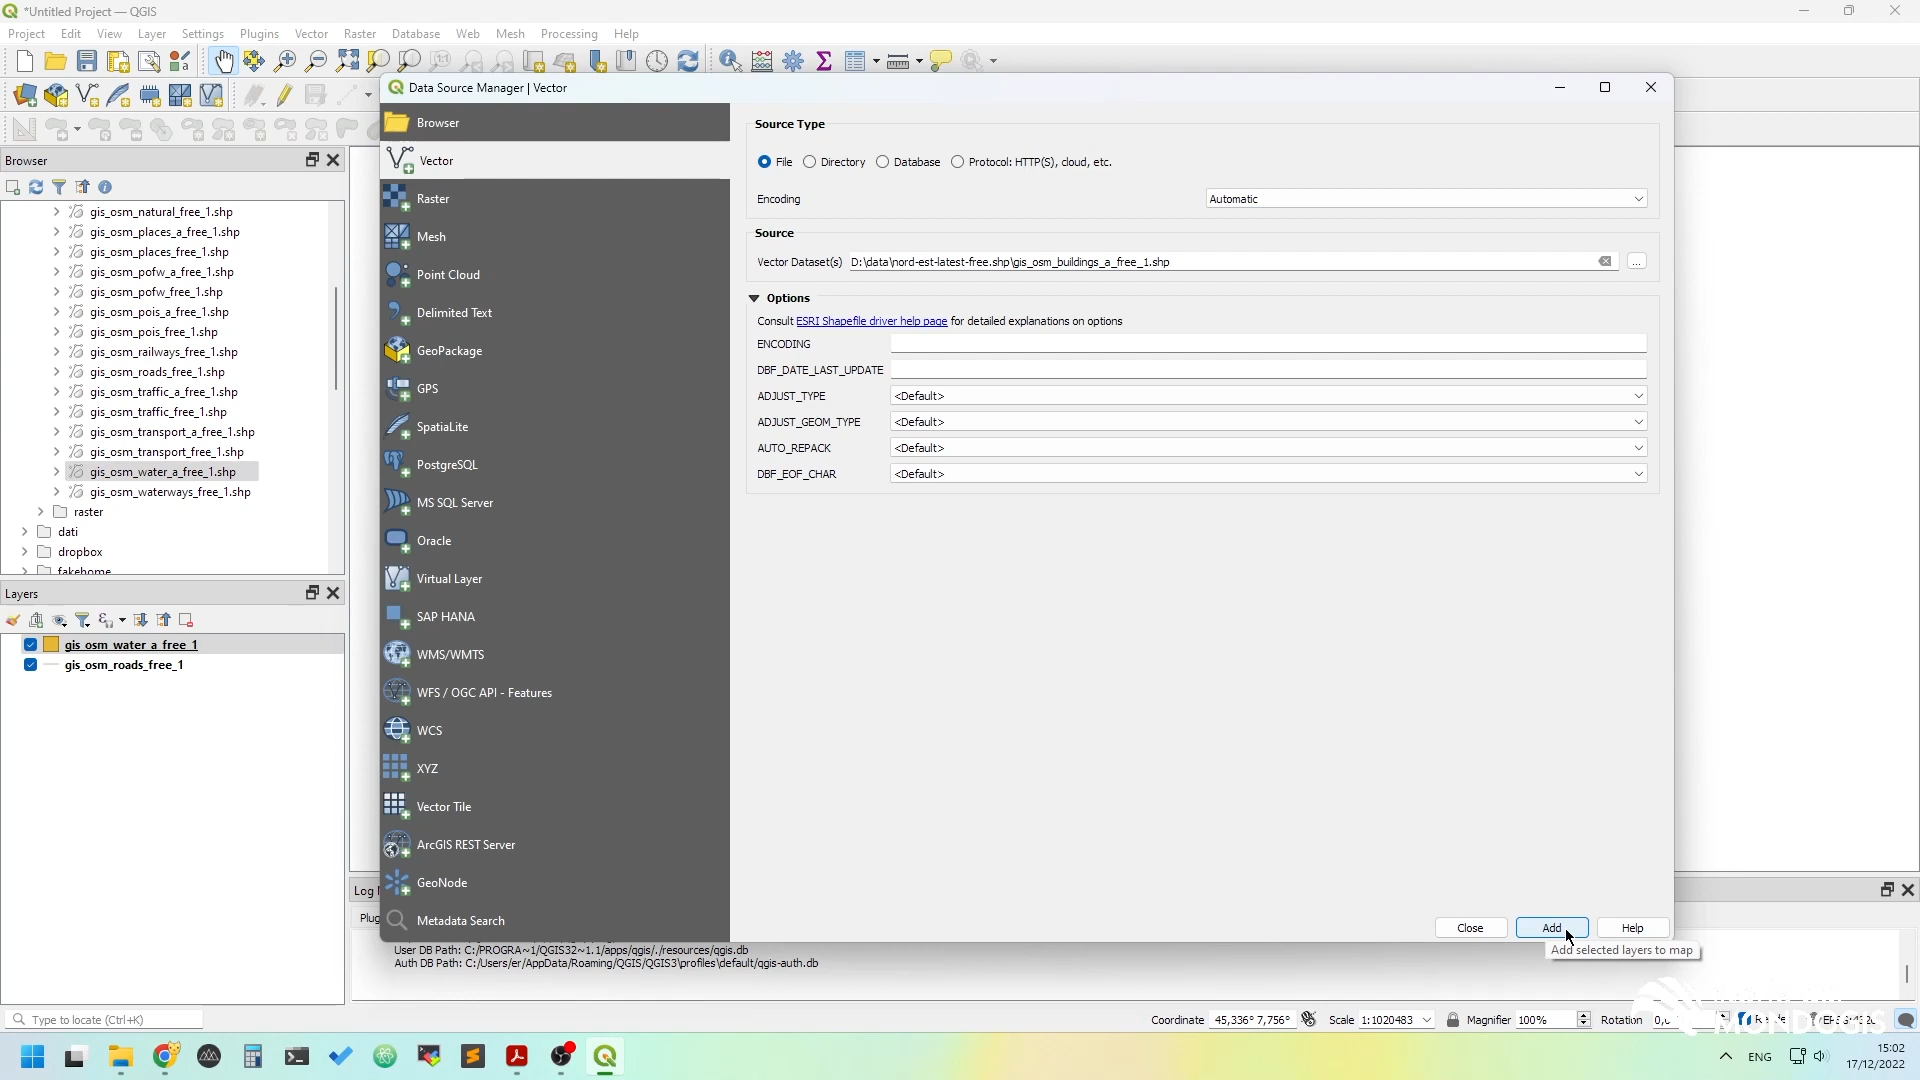 *Untitled Project — QGIS
Project Edit View Layer Settings Plugins Vector Raster Database Web Mesh Processing Help
Data Source Manager | Vector
Browser
gis_osm_natural_free_1.shp
gis_osm_places_a_free_1.shp
gis_osm_places_free_1.shp
gis_osm_pofw_a_free_1.shp
gis_osm_pofw_free_1.shp
gis_osm_pois_a_free_1.shp
gis_osm_pois_free_1.shp
gis_osm_railways_free_1.shp
gis_osm_roads_free_1.shp
gis_osm_traffic_a_free_1.shp
gis_osm_traffic_free_1.shp
gis_osm_transport_a_free_1.shp
gis_osm_transport_free_1.shp
gis_osm_water_a_free_1.shp
gis_osm_waterways_free_1.shp
raster
dati
dropbox
fakehome
Layers
gis_osm_water_a_free_1
gis_osm_roads_free_1
Browser
Vector
Raster
Mesh
Point Cloud
Delimited Text
GeoPackage
GPS
SpatiaLite
PostgreSQL
MS SQL Server
Oracle
Virtual Layer
SAP HANA
WMS/WMTS
WFS / OGC API - Features
WCS
XYZ
Vector Tile
ArcGIS REST Server
GeoNode
Metadata Search
Source Type
File Directory Database Protocol: HTTP(S), cloud, etc.
Encoding Automatic
Source
Vector Dataset(s) D:\data\nord-est-latest-free.shp\gis_osm_buildings_a_free_1.shp …
Options
Consult ESRI Shapefile driver help page for detailed explanations on options
ENCODING
DBF_DATE_LAST_UPDATE
ADJUST_TYPE <Default>
ADJUST_GEOM_TYPE <Default>
AUTO_REPACK <Default>
DBF_EOF_CHAR <Default>
Close Add Help
Add selected layers to map
Log
Plug
User DB Path: C:/PROGRA~1/QGIS32~1.1/apps/qgis/./resources/qgis.db
Auth DB Path: C:/Users/er/AppData/Roaming/QGIS/QGIS3\profiles\default/qgis-auth.db
Type to locate (Ctrl+K)
Coordinate 45,336° 7,756° Scale 1:1020483 Magnifier 100% Rotation
MONDOGIS
ENG
15:02
17/12/2022